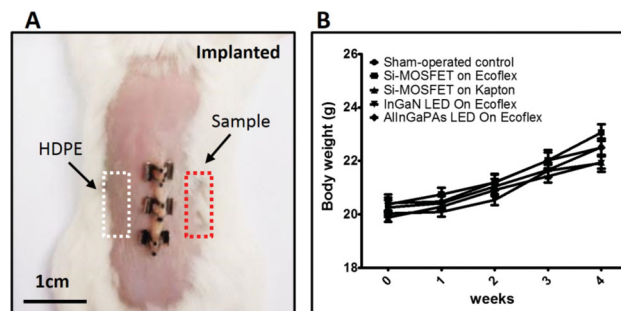 A
Implanted
Sample
HDPE
1cm
B
Sham-operated control
Si-MOSFET on Ecoflex
Si-MOSFET on Kapton
InGaN LED On Ecoflex
AlInGaPAs LED On Ecoflex
Body weight (g)
26
24
22
20
18
0
1
2
3
4
weeks